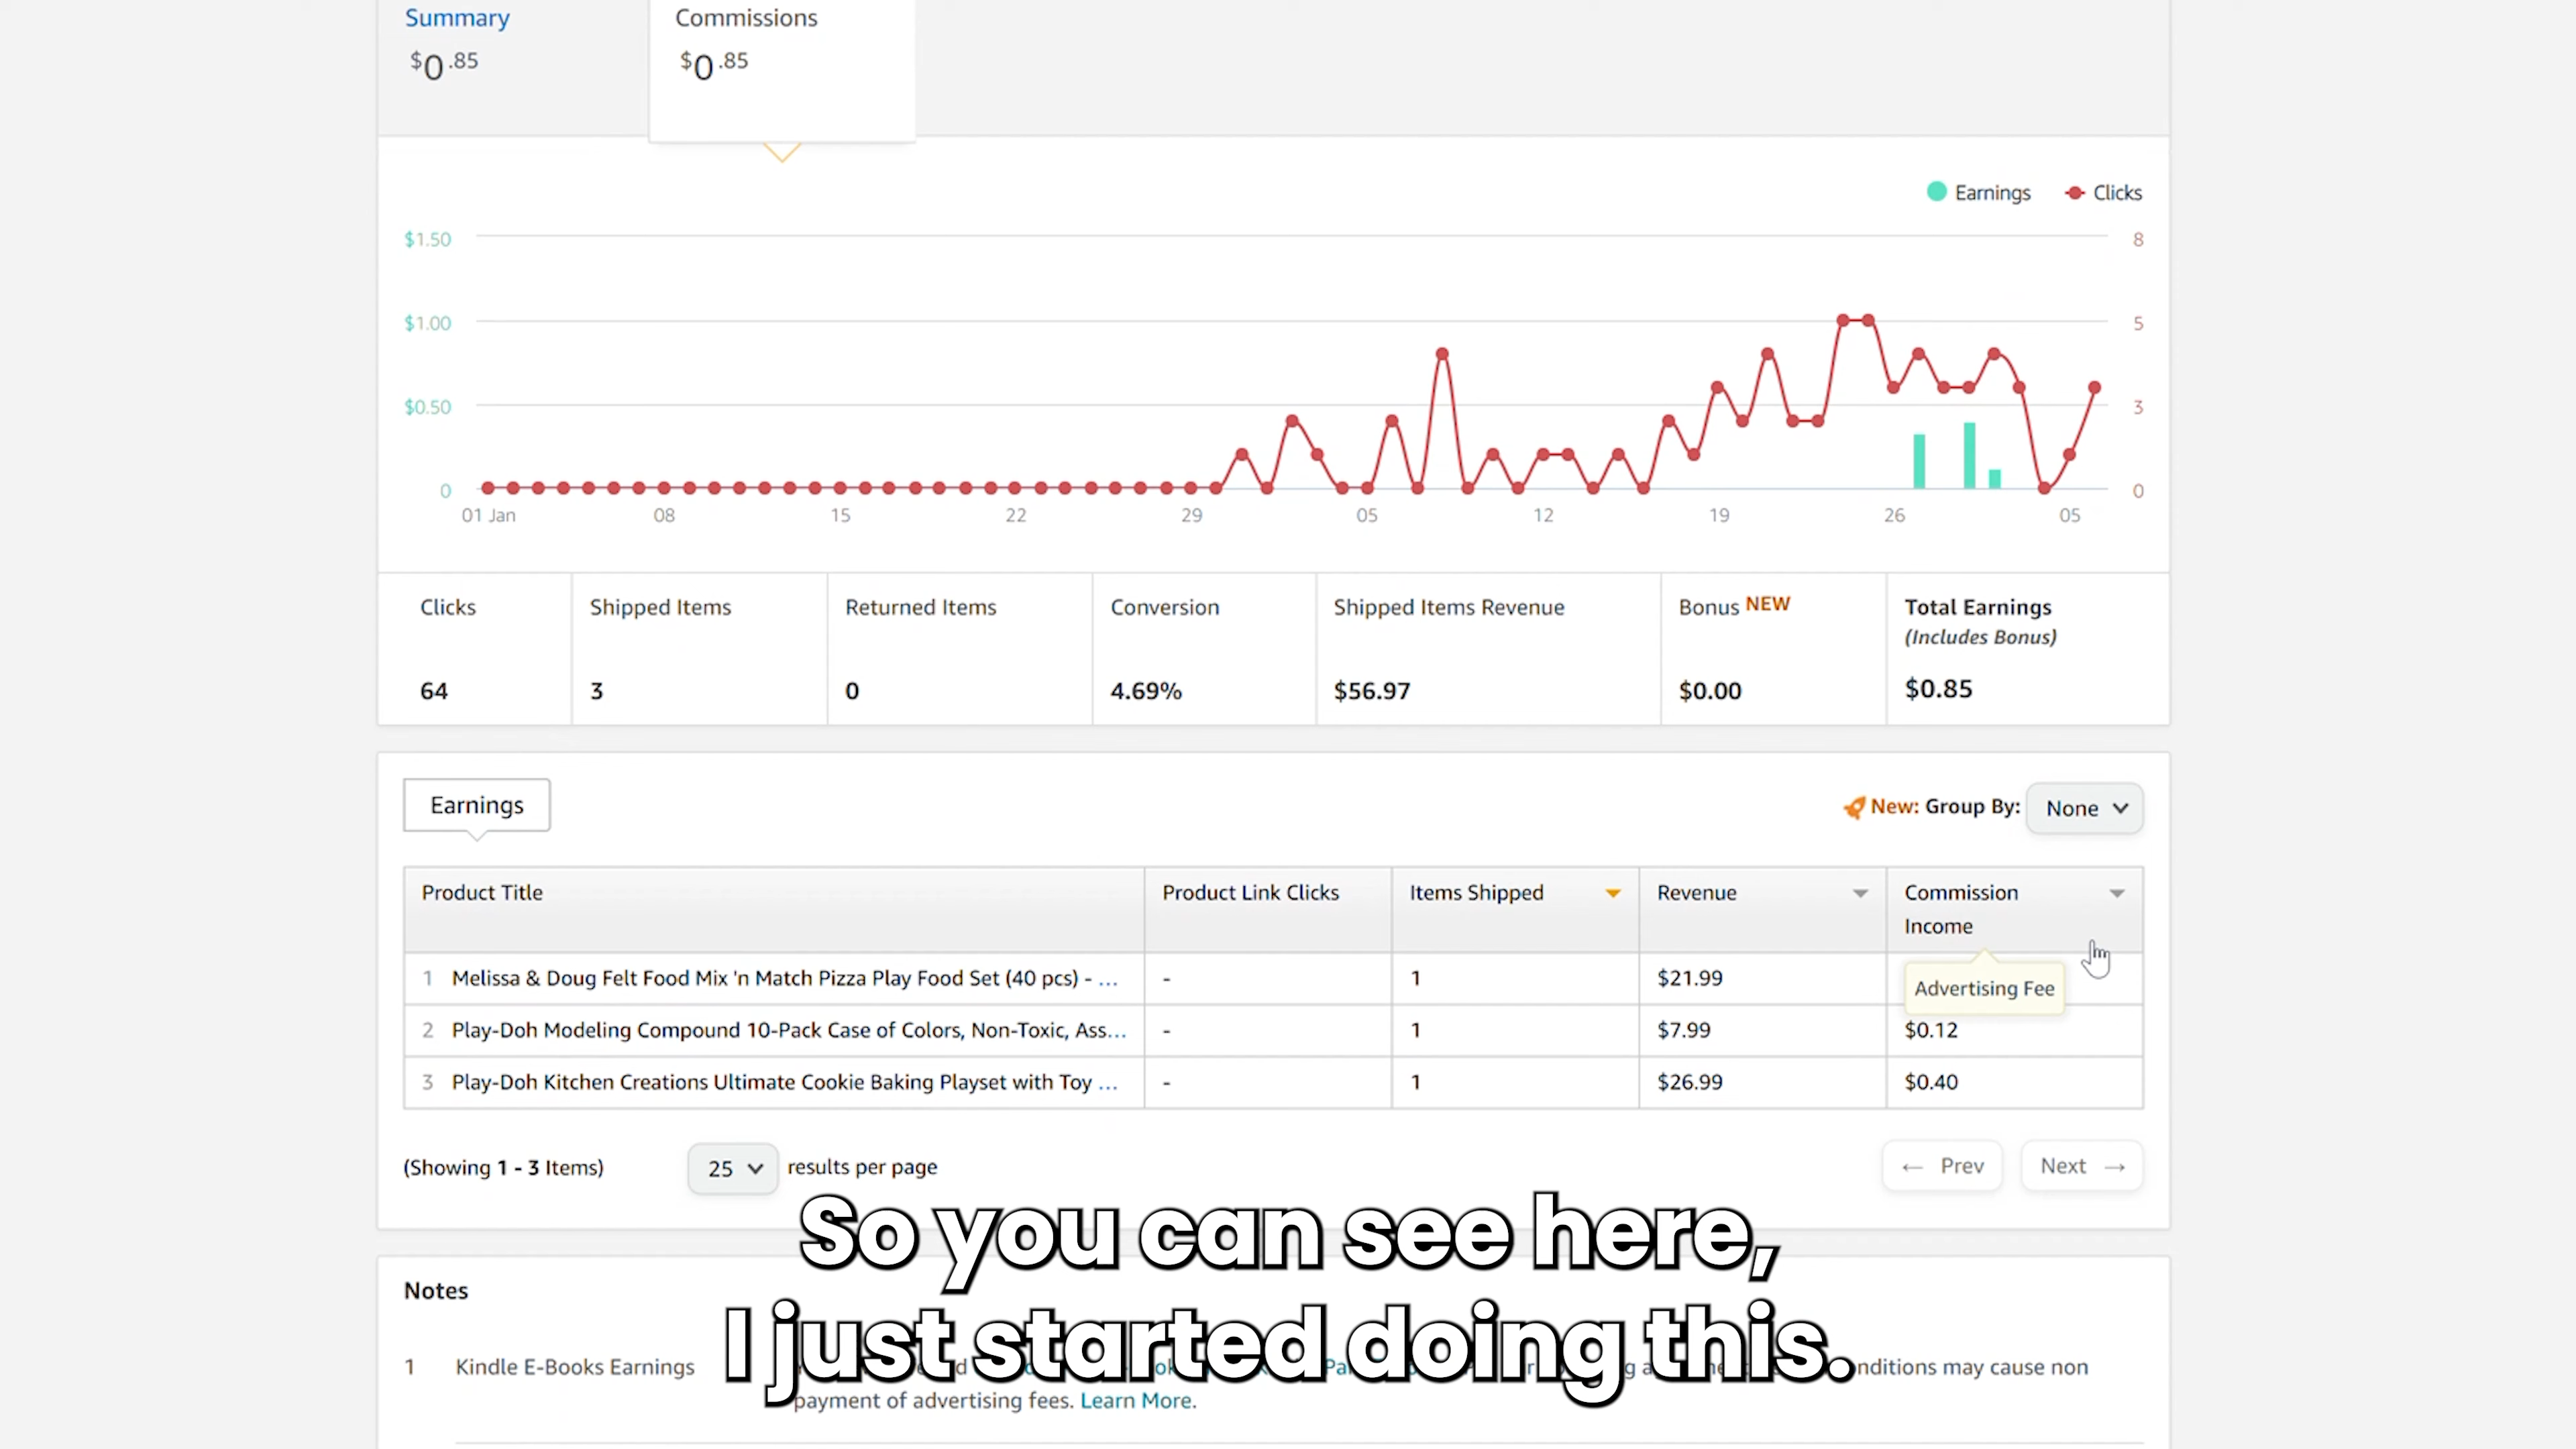 Summary
$0.85
Commissions
$0.85
Earnings Clicks
$1.50 8
$1.00 5
$0.50 3
0 0
01 Jan 08 15 22 29 05 12 19 26 05
Clicks Shipped Items Returned Items Conversion Shipped Items Revenue Bonus NEW Total Earnings
(Includes Bonus)
64 3 0 4.69% $56.97 $0.00 $0.85
Earnings
New: Group By: None
Product Title Product Link Clicks Items Shipped Revenue Commission
Income
1 Melissa & Doug Felt Food Mix 'n Match Pizza Play Food Set (40 pcs) - ... - 1 $21.99
Advertising Fee
2 Play-Doh Modeling Compound 10-Pack Case of Colors, Non-Toxic, Ass... - 1 $7.99 $0.12
3 Play-Doh Kitchen Creations Ultimate Cookie Baking Playset with Toy ... - 1 $26.99 $0.40
(Showing 1 - 3 Items) 25 results per page ← Prev Next →
So you can see here,
I just started doing this.
Notes
1 Kindle E-Books Earnings
conditions may cause non
payment of advertising fees. Learn More.